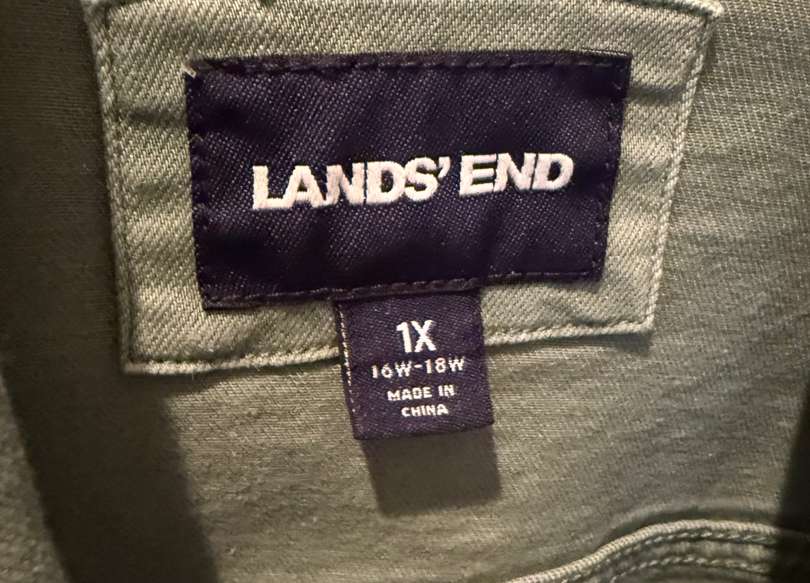 LANDS' END
1X
16W-18W
MADE IN
CHINA